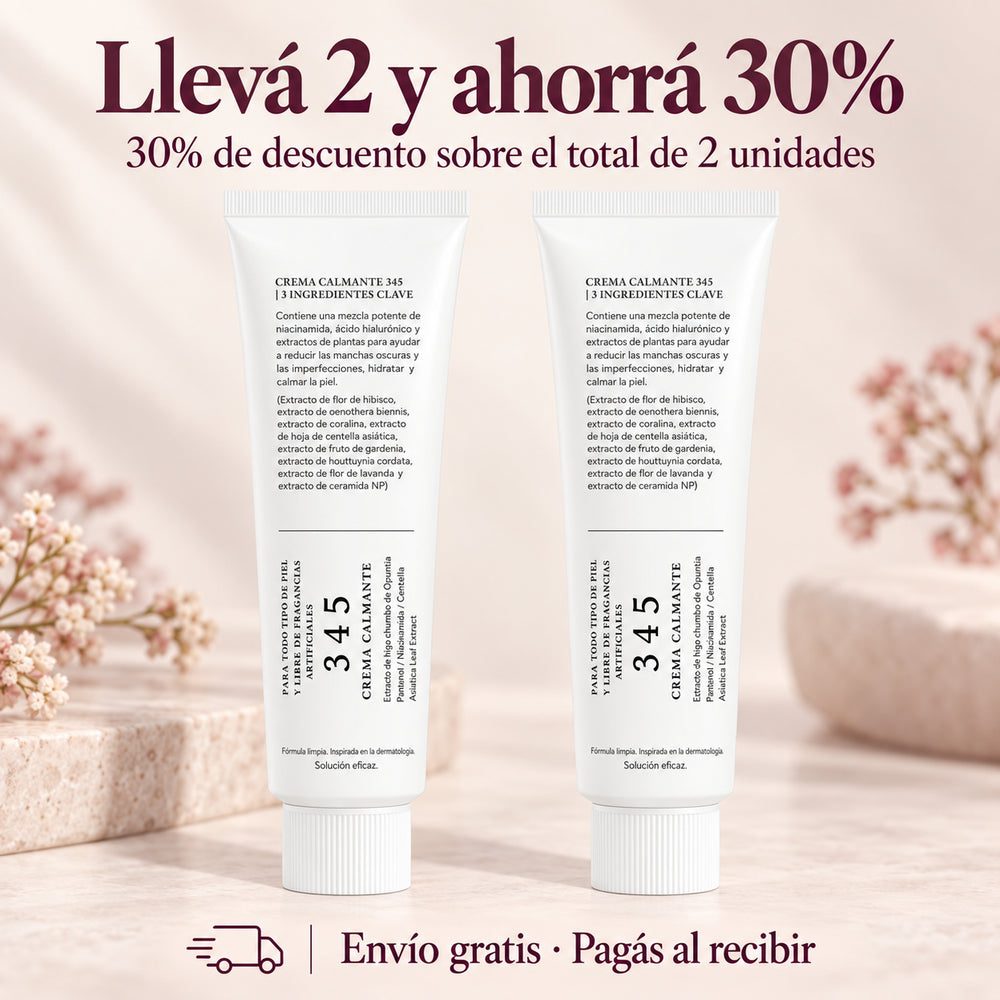 Llevá 2 y ahorrá 30%
30% de descuento sobre el total de 2 unidades
CREMA CALMANTE 345
| 3 INGREDIENTES CLAVE
Contiene una mezcla potente de
niacinamida, ácido hialurónico y
extractos de plantas para ayudar
a reducir las manchas oscuras y
las imperfecciones, hidratar y
calmar la piel.
(Extracto de flor de hibisco,
extracto de oenothera biennis,
extracto de coralina, extracto
de hoja de centella asiática,
extracto de fruto de gardenia,
extracto de houttuynia cordata,
extracto de flor de lavanda y
extracto de ceramida NP)
PARA TODO TIPO DE PIEL
Y LIBRE DE FRAGANCIAS
ARTIFICIALES
345
CREMA CALMANTE
Extracto de higo chumbo de Opuntia
Pantenol / Niacinamida / Centella
Asiatica Leaf Extract
Fórmula limpia. Inspirada en la dermatología.
Solución eficaz.
CREMA CALMANTE 345
| 3 INGREDIENTES CLAVE
Contiene una mezcla potente de
niacinamida, ácido hialurónico y
extractos de plantas para ayudar
a reducir las manchas oscuras y
las imperfecciones, hidratar y
calmar la piel.
(Extracto de flor de hibisco,
extracto de oenothera biennis,
extracto de coralina, extracto
de hoja de centella asiática,
extracto de fruto de gardenia,
extracto de houttuynia cordata,
extracto de flor de lavanda y
extracto de ceramida NP)
PARA TODO TIPO DE PIEL
Y LIBRE DE FRAGANCIAS
ARTIFICIALES
345
CREMA CALMANTE
Extracto de higo chumbo de Opuntia
Pantenol / Niacinamida / Centella
Asiatica Leaf Extract
Fórmula limpia. Inspirada en la dermatología.
Solución eficaz.
Envío gratis · Pagás al recibir